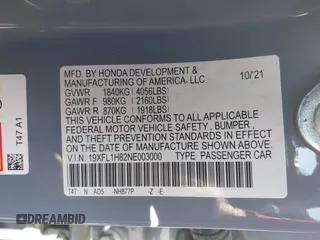 MFD. BY HONDA DEVELOPMENT & 10/21
MANUFACTURING OF AMERICA, LLC
GVWR 1840KG ( 4056LBS)
GAWR F 980KG ( 2160LBS)
GAWR R 870KG ( 1918LBS)
THIS VEHICLE CONFORMS TO ALL APPLICABLE
FEDERAL MOTOR VEHICLE SAFETY, BUMPER,
AND THEFT PREVENTION STANDARDS IN EFFECT
ON THE DATE OF MANUFACTURE SHOWN ABOVE.
V.I.N. 19XFL1H82NE003000 TYPE: PASSENGER CAR
T47 N AD5 -NH877P -Z -E
T47 A1
DREAMBID